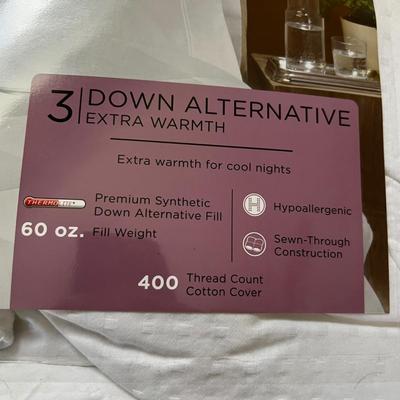 3 DOWN ALTERNATIVE
EXTRA WARMTH
Extra warmth for cool nights
THERMOLITE®
Premium Synthetic
Down Alternative Fill
60 oz. Fill Weight
H Hypoallergenic
Sewn-Through
Construction
400 Thread Count
Cotton Cover